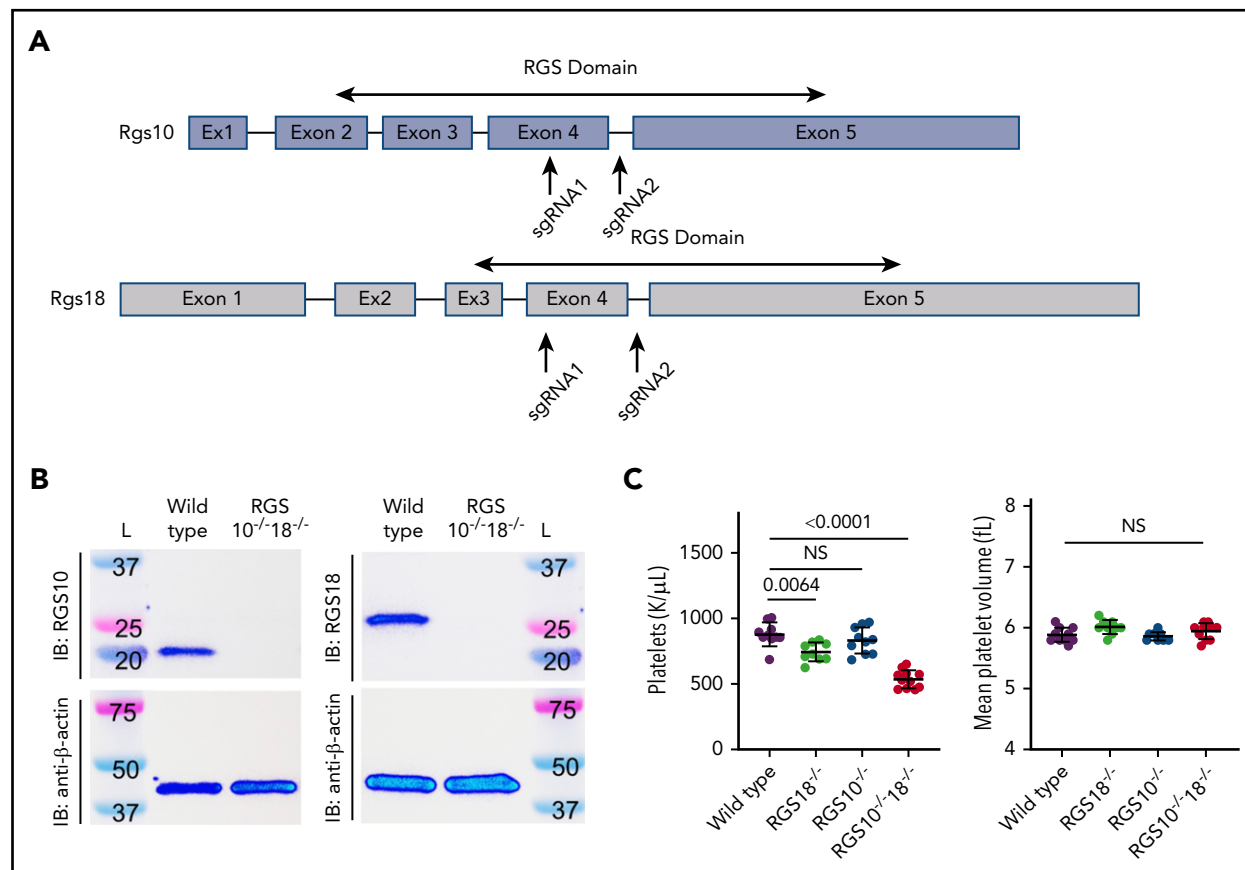 A
RGS Domain
Rgs10
Ex1
Exon 2
Exon 3
Exon 4
Exon 5
sgRNA1
sgRNA2
RGS Domain
Rgs18
Exon 1
Ex2
Ex3
Exon 4
Exon 5
sgRNA1
sgRNA2
B
L
Wild type
RGS 10-/-18-/-
Wild type
RGS 10-/-18-/-
L
IB: RGS10
37
25
20
IB: RGS18
37
25
20
IB: anti-β-actin
75
50
37
IB: anti-β-actin
75
50
37
C
Platelets (K/μL)
1500
1000
500
0
<0.0001
NS
0.0064
Wild type
RGS18-/-
RGS10-/-
RGS10-/-18-/-
Mean platelet volume (fL)
8
7
6
5
4
NS
Wild type
RGS18-/-
RGS10-/-
RGS10-/-18-/-